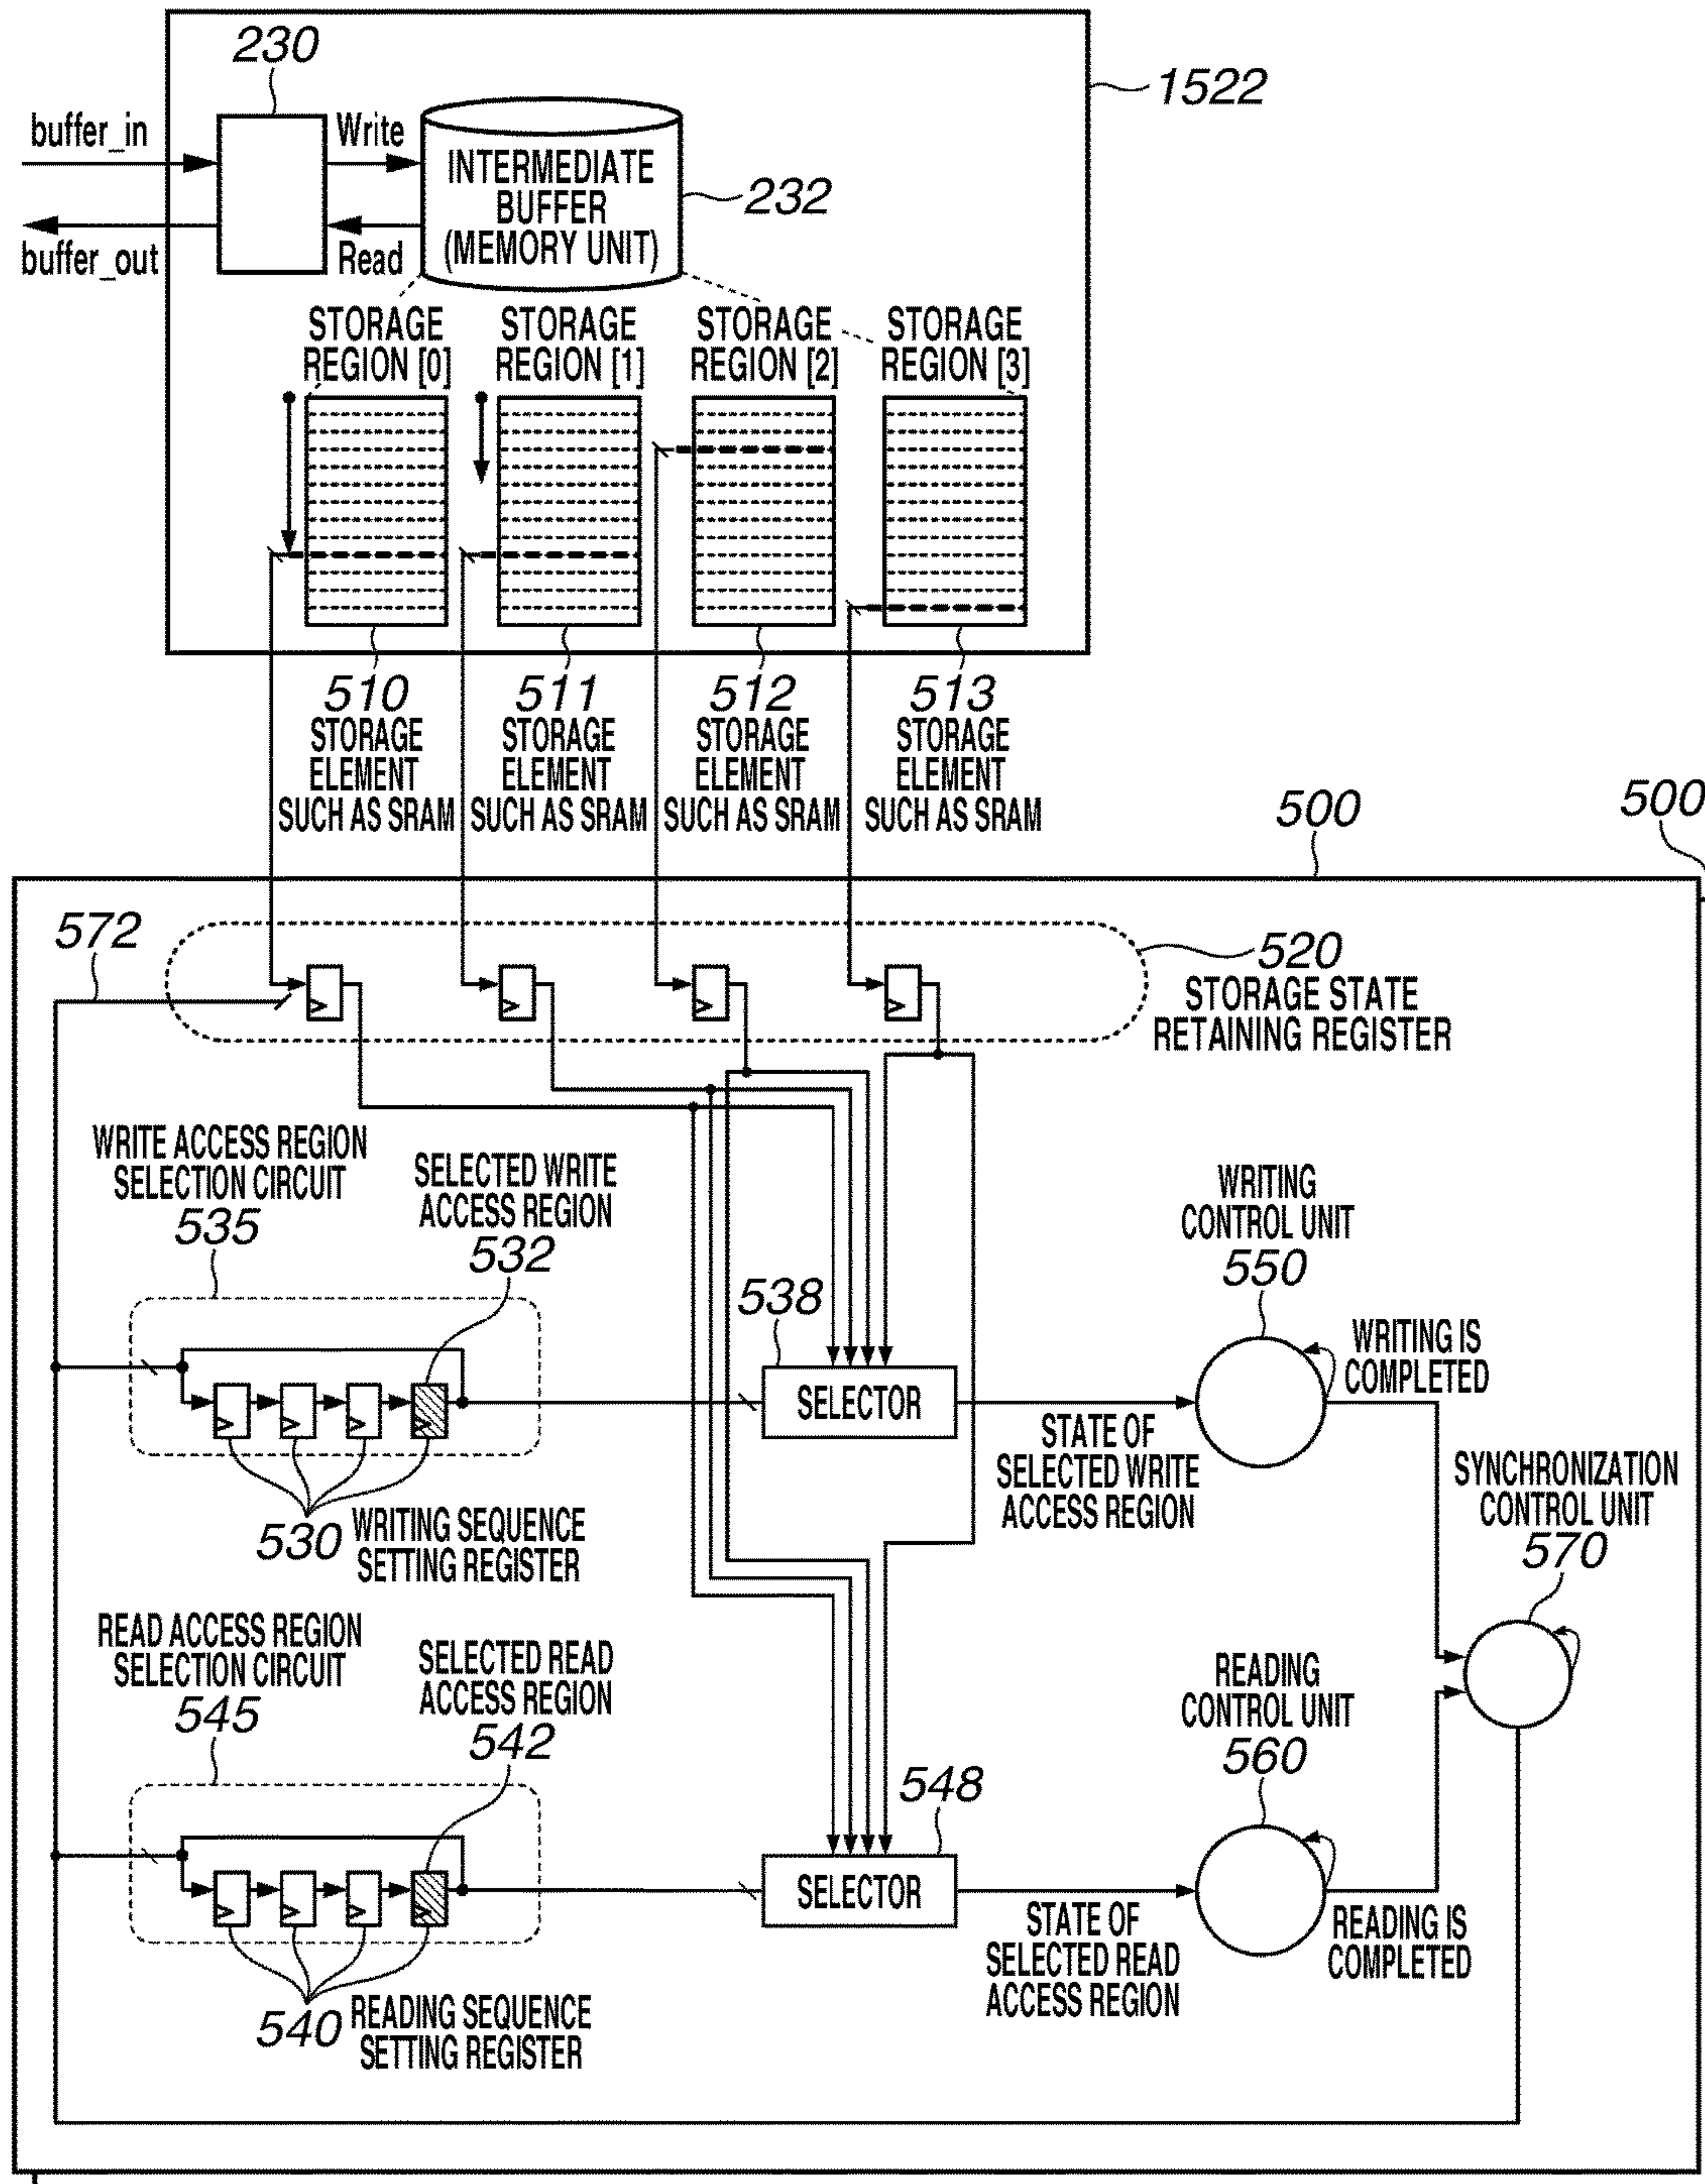 230
1522
buffer_in
Write
INTERMEDIATE
BUFFER
(MEMORY UNIT)
232
buffer_out
Read
STORAGE
REGION [0]
STORAGE
REGION [1]
STORAGE
REGION [2]
STORAGE
REGION [3]
510
STORAGE
ELEMENT
SUCH AS SRAM
511
STORAGE
ELEMENT
SUCH AS SRAM
512
STORAGE
ELEMENT
SUCH AS SRAM
513
STORAGE
ELEMENT
SUCH AS SRAM
500
500
572
520
STORAGE STATE
RETAINING REGISTER
WRITE ACCESS REGION
SELECTION CIRCUIT
535
SELECTED WRITE
ACCESS REGION
532
538
SELECTOR
WRITING
CONTROL UNIT
550
WRITING IS
COMPLETED
STATE OF
SELECTED WRITE
ACCESS REGION
SYNCHRONIZATION
CONTROL UNIT
570
530
WRITING SEQUENCE
SETTING REGISTER
READ ACCESS REGION
SELECTION CIRCUIT
545
SELECTED READ
ACCESS REGION
542
548
SELECTOR
READING
CONTROL UNIT
560
READING IS
COMPLETED
STATE OF
SELECTED READ
ACCESS REGION
540
READING SEQUENCE
SETTING REGISTER